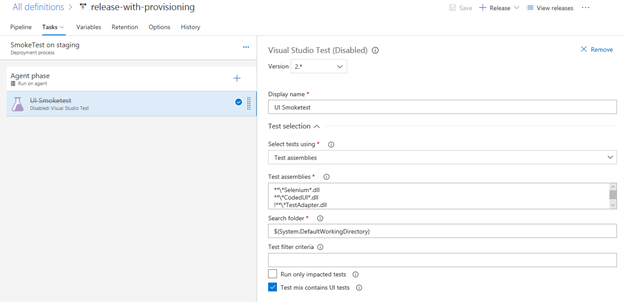 All definitions > release-with-provisioning
Save + Release View releases ...
Pipeline Tasks Variables Retention Options History
SmokeTest on staging
Deployment process
...
Visual Studio Test (Disabled)
Remove
Version 2.*
Agent phase
Run on agent
+
UI Smoketest
Disabled: Visual Studio Test
Display name *
UI Smoketest
Test selection
Select tests using *
Test assemblies
Test assemblies *
**\*Selenium*.dll
**\*CodedUI*.dll
!**\*TestAdapter.dll
Search folder *
$(System.DefaultWorkingDirectory)
Test filter criteria
Run only impacted tests
Test mix contains UI tests